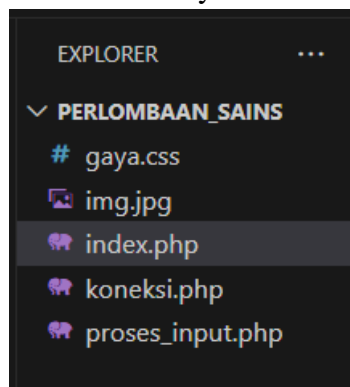 EXPLORER ...
PERLOMBAAN_SAINS
# gaya.css
img.jpg
index.php
koneksi.php
proses_input.php